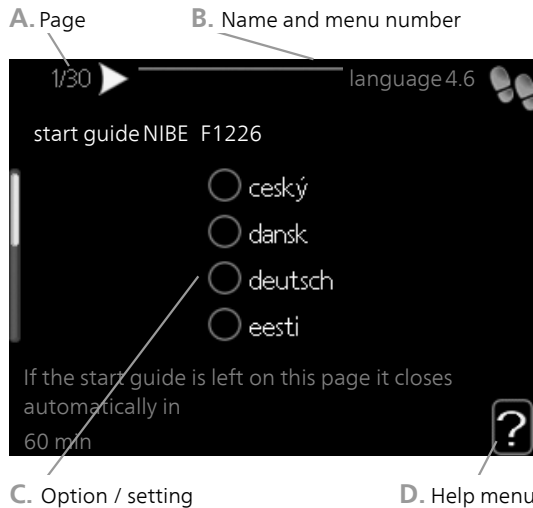 A. Page
B. Name and menu number
1/30
language 4.6
start guide NIBE F1226
ceský
dansk
deutsch
eesti
If the start guide is left on this page it closes
automatically in
60 min
?
C. Option / setting
D. Help menu